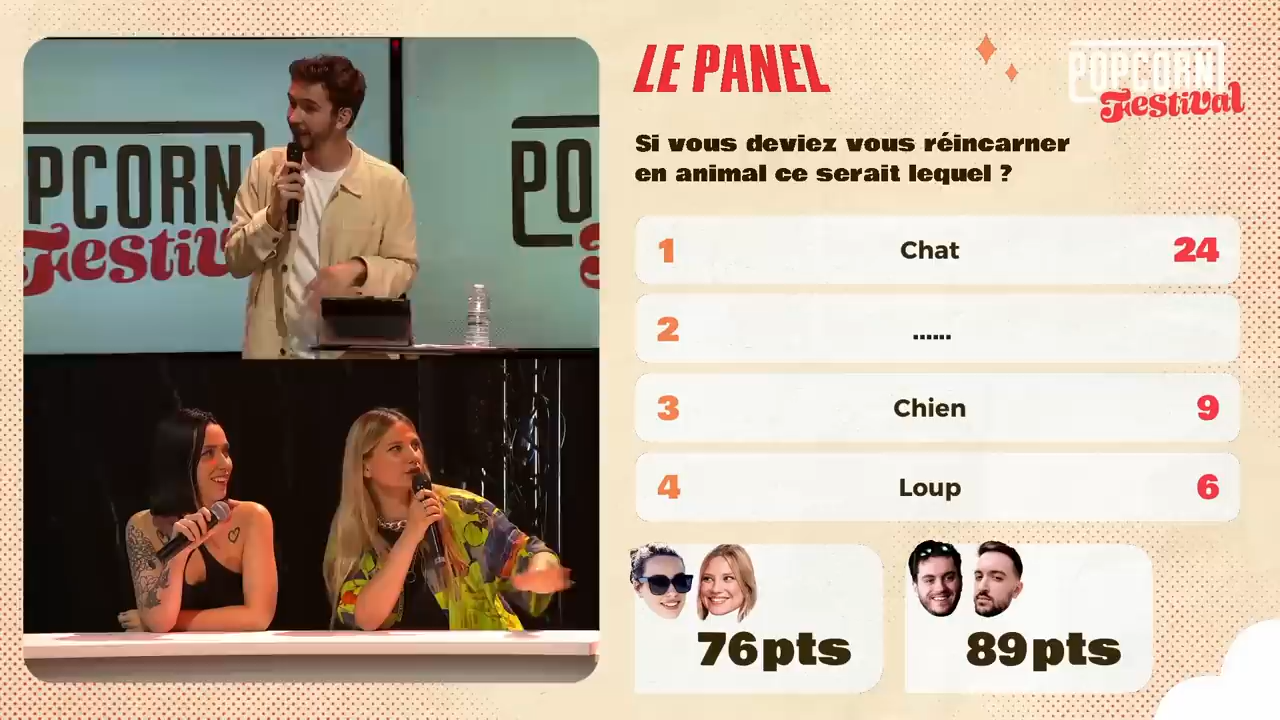 LE PANEL
POPCORN!
Festival
Si vous deviez vous réincarner
en animal ce serait lequel ?
1 Chat 24
2 ......
3 Chien 9
4 Loup 6
76pts
89pts
PCORN
Festiv
PO